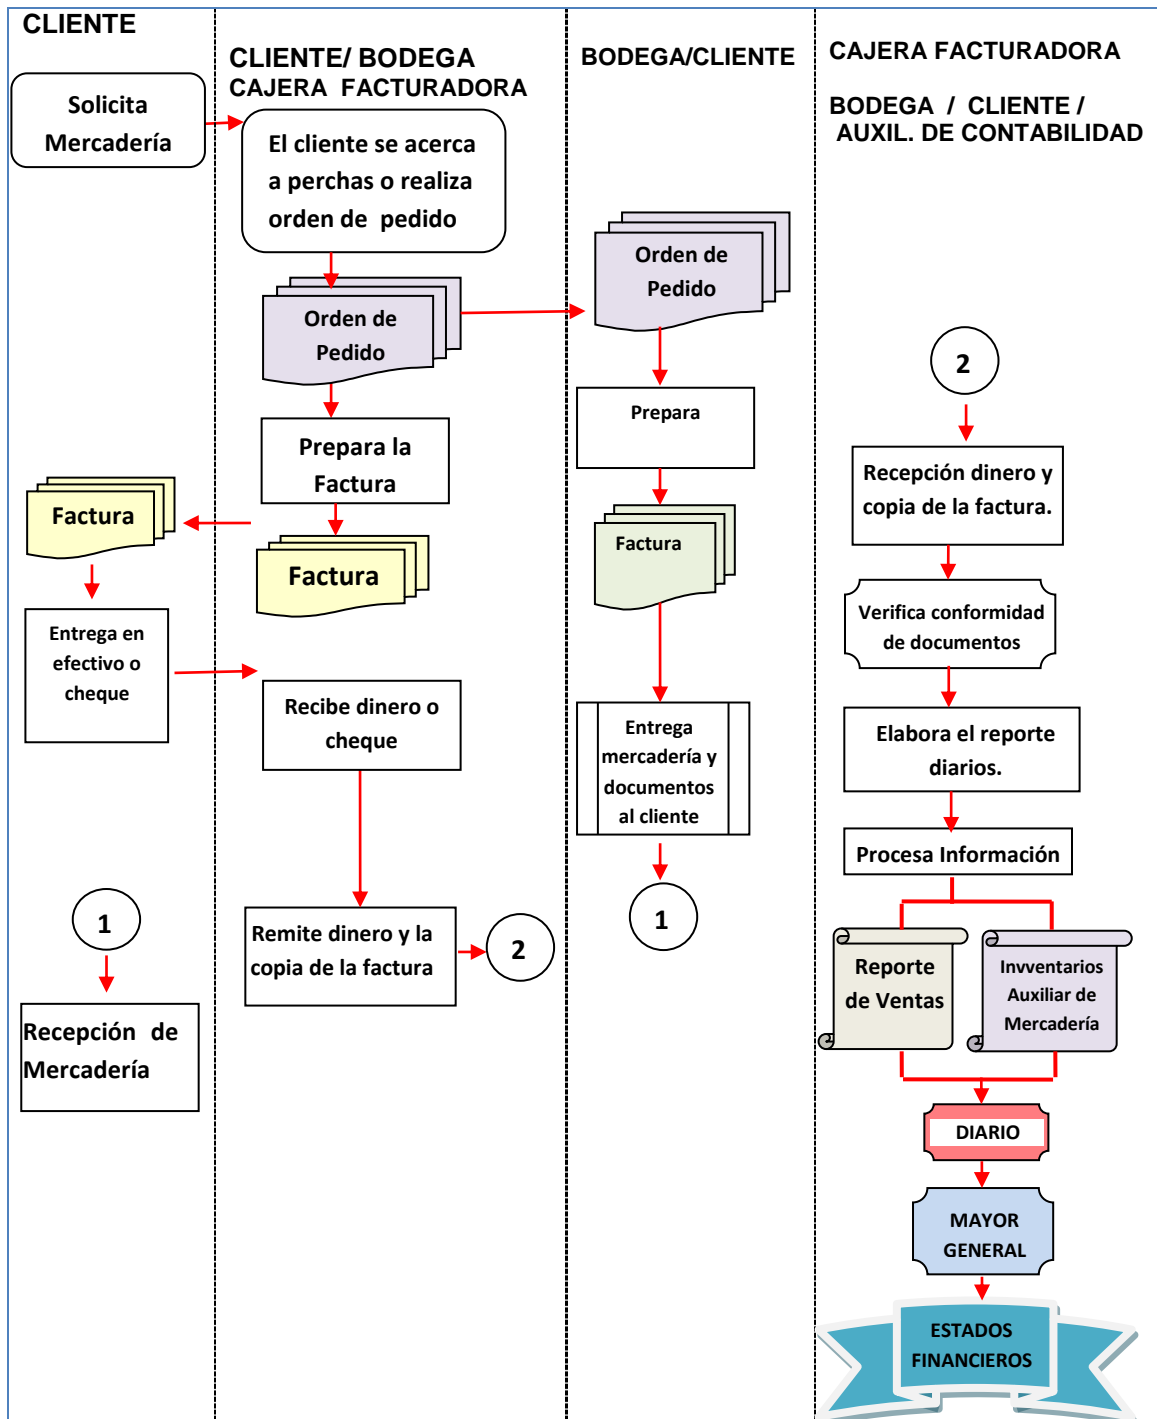 CLIENTE
Solicita
Mercadería
Factura
Entrega en
efectivo o
cheque
1
Recepción de
Mercadería
CLIENTE/ BODEGA
CAJERA FACTURADORA
El cliente se acerca
a perchas o realiza
orden de pedido
Orden de
Pedido
Prepara la
Factura
Factura
Recibe dinero o
cheque
Remite dinero y la
copia de la factura
2
BODEGA/CLIENTE
Orden de
Pedido
Prepara
Factura
Entrega
mercadería y
documentos
al cliente
1
CAJERA FACTURADORA
BODEGA / CLIENTE /
AUXIL. DE CONTABILIDAD
2
Recepción dinero y
copia de la factura.
Verifica conformidad
de documentos
Elabora el reporte
diarios.
Procesa Información
Reporte
de Ventas
Invventarios
Auxiliar de
Mercadería
DIARIO
MAYOR
GENERAL
ESTADOS
FINANCIEROS